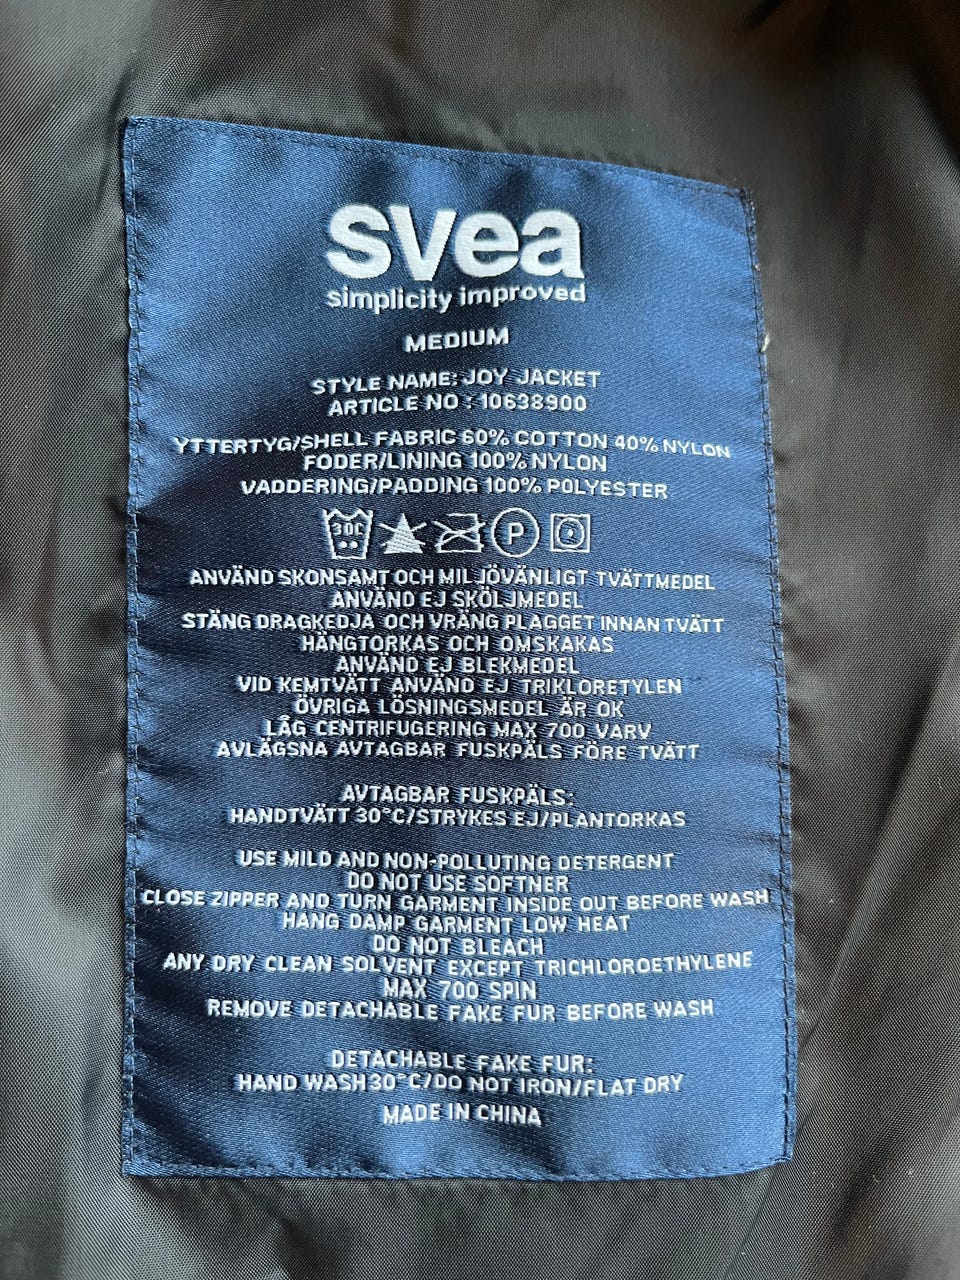 svea
simplicity improved
MEDIUM
STYLE NAME: JOY JACKET
ARTICLE NO : 10638900
YTTERTYG/SHELL FABRIC 60% COTTON 40% NYLON
FODER/LINING 100% NYLON
VADDERING/PADDING 100% POLYESTER
30C P
ANVÄND SKONSAMT OCH MILJÖVÄNLIGT TVÄTTMEDEL
ANVÄND EJ SKÖLJMEDEL
STÄNG DRAGKEDJA OCH VRÄNG PLAGGET INNAN TVÄTT
HÄNGTORKAS OCH OMSKAKAS
ANVÄND EJ BLEKMEDEL
VID KEMTVÄTT ANVÄND EJ TRIKLORETYLEN
ÖVRIGA LÖSNINGSMEDEL ÄR OK
LÅG CENTRIFUGERING MAX 700 VARV
AVLÄGSNA AVTAGBAR FUSKPÄLS FÖRE TVÄTT
AVTAGBAR FUSKPÄLS:
HANDTVÄTT 30°C/STRYKES EJ/PLANTORKAS
USE MILD AND NON-POLLUTING DETERGENT
DO NOT USE SOFTNER
CLOSE ZIPPER AND TURN GARMENT INSIDE OUT BEFORE WASH
HANG DAMP GARMENT LOW HEAT
DO NOT BLEACH
ANY DRY CLEAN SOLVENT EXCEPT TRICHLOROETHYLENE
MAX 700 SPIN
REMOVE DETACHABLE FAKE FUR BEFORE WASH
DETACHABLE FAKE FUR:
HAND WASH 30°C/DO NOT IRON/FLAT DRY
MADE IN CHINA